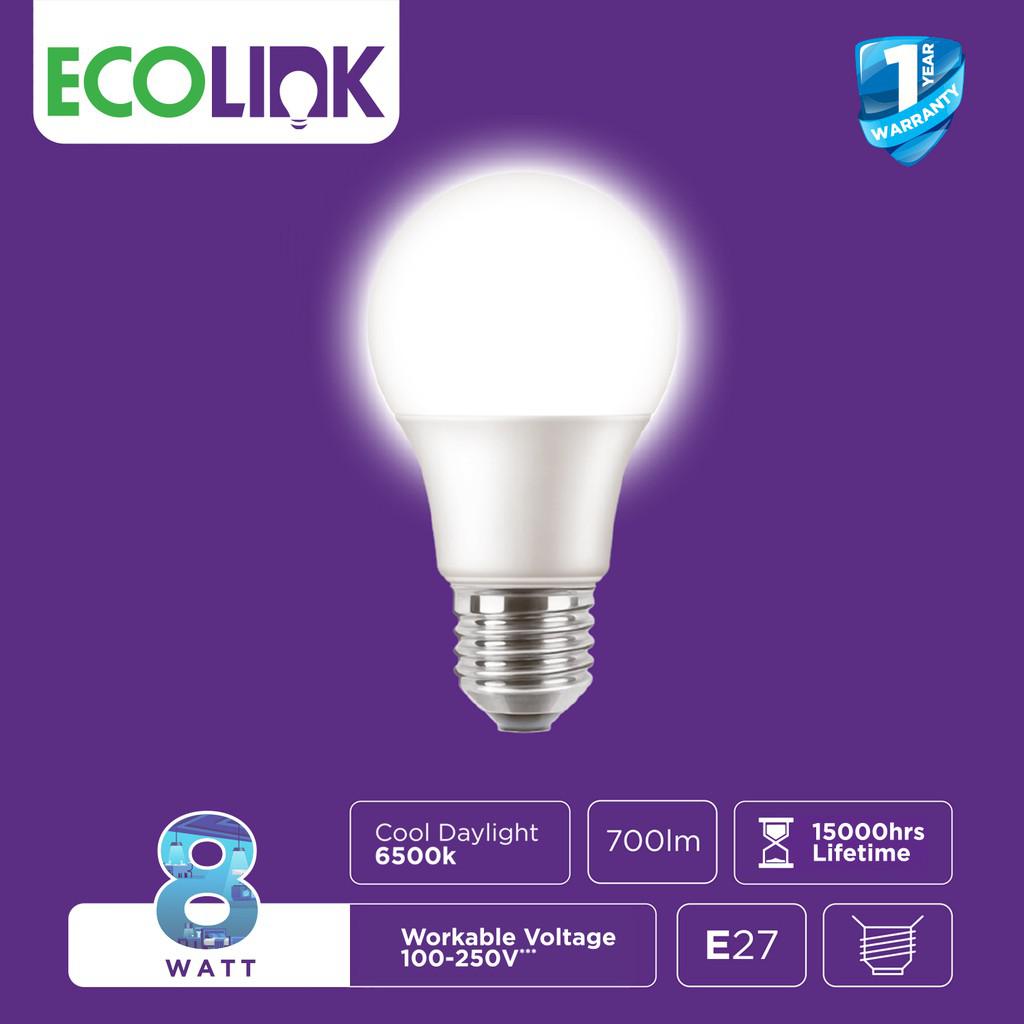 ECOLINK
1 YEAR
WARRANTY
Cool Daylight
6500k
700lm
15000hrs
Lifetime
8
WATT
Workable Voltage
100-250V***
E27